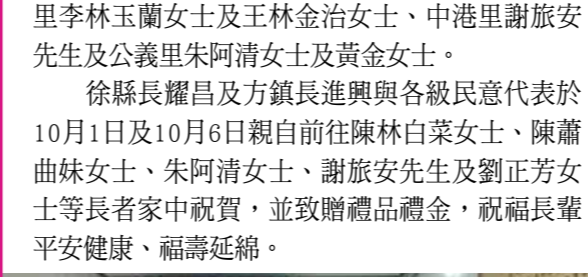 里李林玉蘭女士及王林金治女士、中港里謝旅安
先生及公義里朱阿清女士及黃金女士。
徐縣長耀昌及方鎮長進興與各級民意代表於
10月1日及10月6日親自前往陳林白菜女士、陳蕭
曲妹女士、朱阿清女士、謝旅安先生及劉正芳女
士等長者家中祝賀，並致贈禮品禮金，祝福長輩
平安健康、福壽延綿。